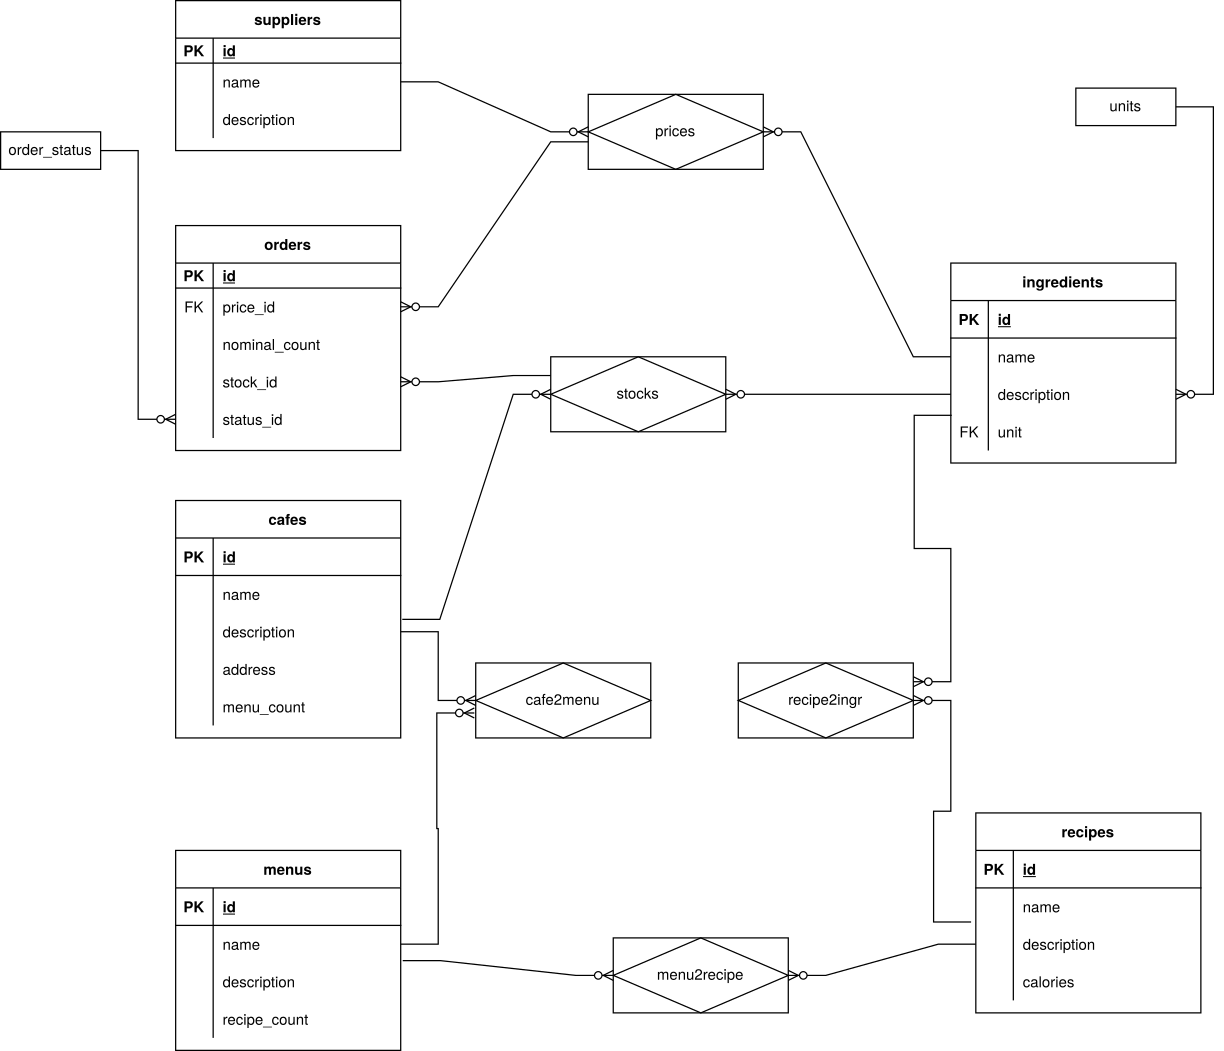 suppliers
PK id
name
description
order_status
prices
units
orders
PK id
FK price_id
nominal_count
stock_id
status_id
ingredients
PK id
name
description
FK unit
stocks
cafes
PK id
name
description
address
menu_count
cafe2menu
recipe2ingr
menus
PK id
name
description
recipe_count
menu2recipe
recipes
PK id
name
description
calories